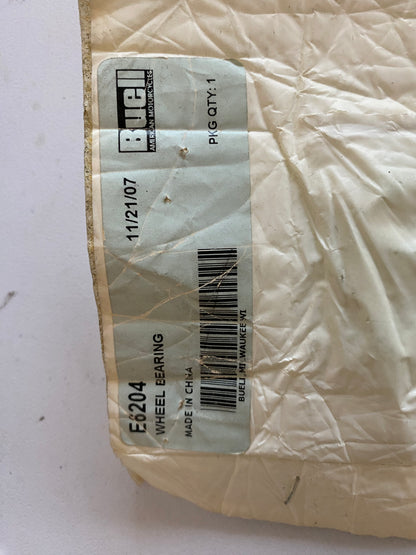 Buell
AMERICAN MOTORCYCLES
PKG QTY: 1
11/21/07
E6204
WHEEL BEARING
MADE IN CHINA
BUELL, MILWAUKEE WI